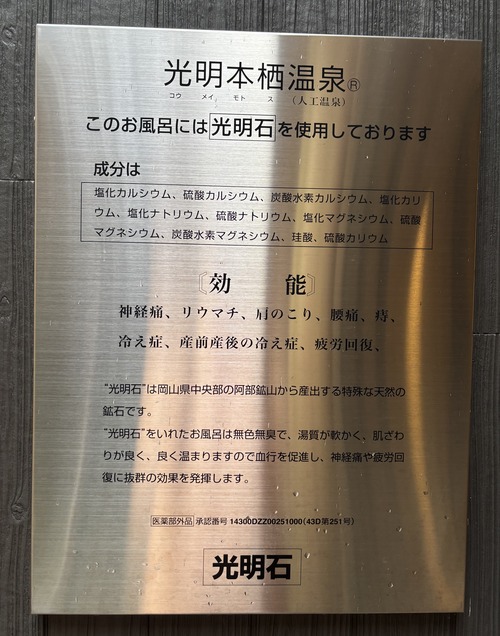 光明本栖温泉®
コウ メイ モト ス （人工温泉）
このお風呂には光明石を使用しております
成分は
塩化カルシウム、硫酸カルシウム、炭酸水素カルシウム、塩化カリ
ウム、塩化ナトリウム、硫酸ナトリウム、塩化マグネシウム、硫酸
マグネシウム、炭酸水素マグネシウム、珪酸、硫酸カリウム
〔効 能〕
神経痛、リウマチ、肩のこり、腰痛、痔、
冷え症、産前産後の冷え症、疲労回復、
“光明石”は岡山県中央部の阿部鉱山から産出する特殊な天然の
鉱石です。
“光明石”をいれたお風呂は無色無臭で、湯質が軟かく、肌ざわ
りが良く、良く温まりますので血行を促進し、神経痛や疲労回
復に抜群の効果を発揮します。
医薬部外品 承認番号 14300DZZ00251000（43D第251号）
光明石